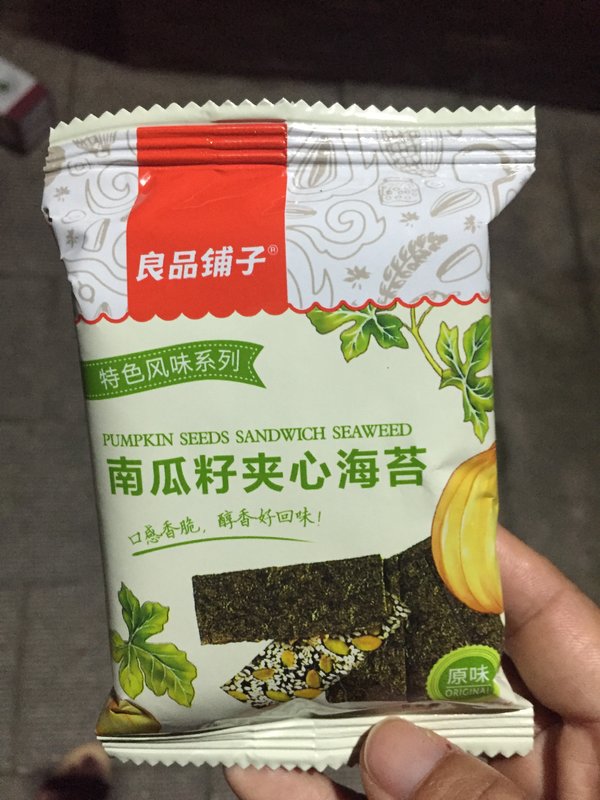 良品铺子®
特色风味系列
PUMPKIN SEEDS SANDWICH SEAWEED
南瓜籽夹心海苔
口感香脆，醇香好回味！
原味
ORIGINAL